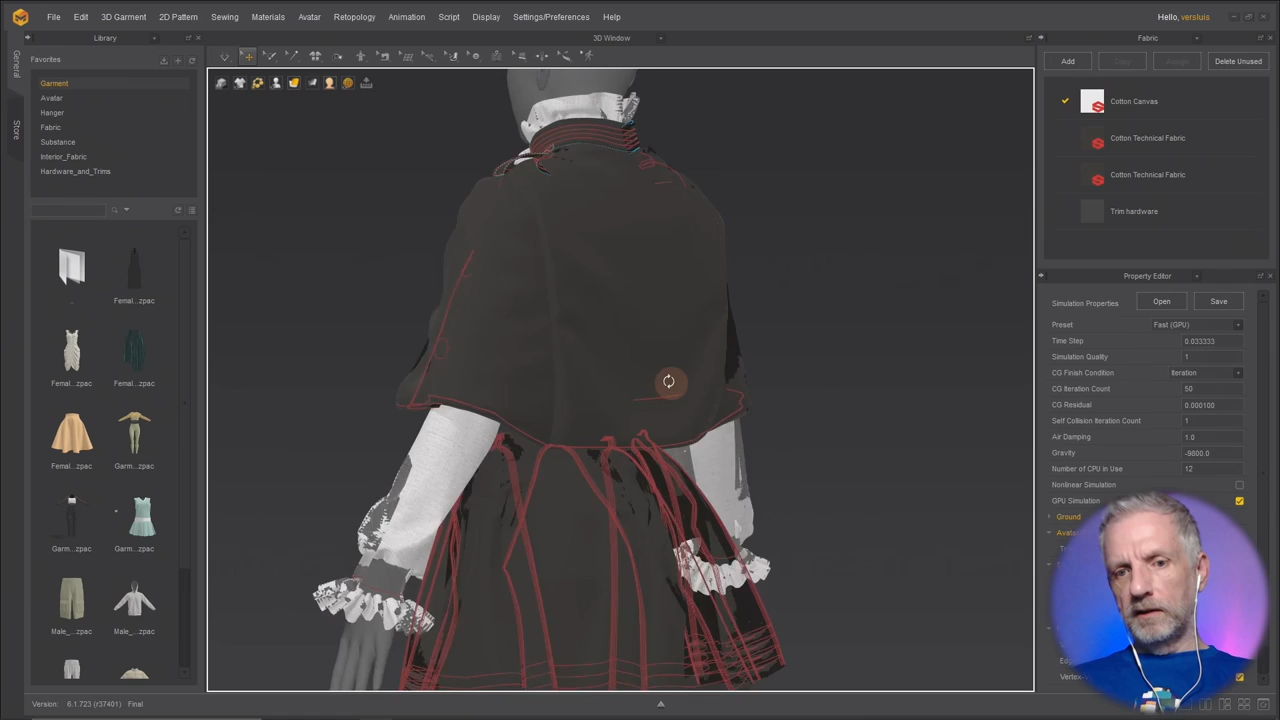 File Edit 3D Garment 2D Pattern Sewing Materials Avatar Retopology Animation Script Display Settings/Preferences Help
Hello, versluis
Library
3D Window
Fabric
General
Store
Favorites
Garment
Avatar
Hanger
Fabric
Substance
Interior_Fabric
Hardware_and_Trims
..
Femal...zpac
Femal...zpac
Femal...zpac
Femal...zpac
Garm...zpac
Garm...zpac
Garm...zpac
Male_...zpac
Male_...zpac
Add
Copy
Assign
Delete Unused
Cotton Canvas
Cotton Technical Fabric
Cotton Technical Fabric
Trim hardware
Property Editor
Simulation Properties Open Save
Preset Fast (GPU)
Time Step 0.033333
Simulation Quality 1
CG Finish Condition Iteration
CG Iteration Count 50
CG Residual 0.000100
Self Collision Iteration Count 1
Air Damping 1.0
Gravity -9800.0
Number of CPU in Use 12
Nonlinear Simulation
GPU Simulation
Ground
Version: 6.1.723 (r37401) Final